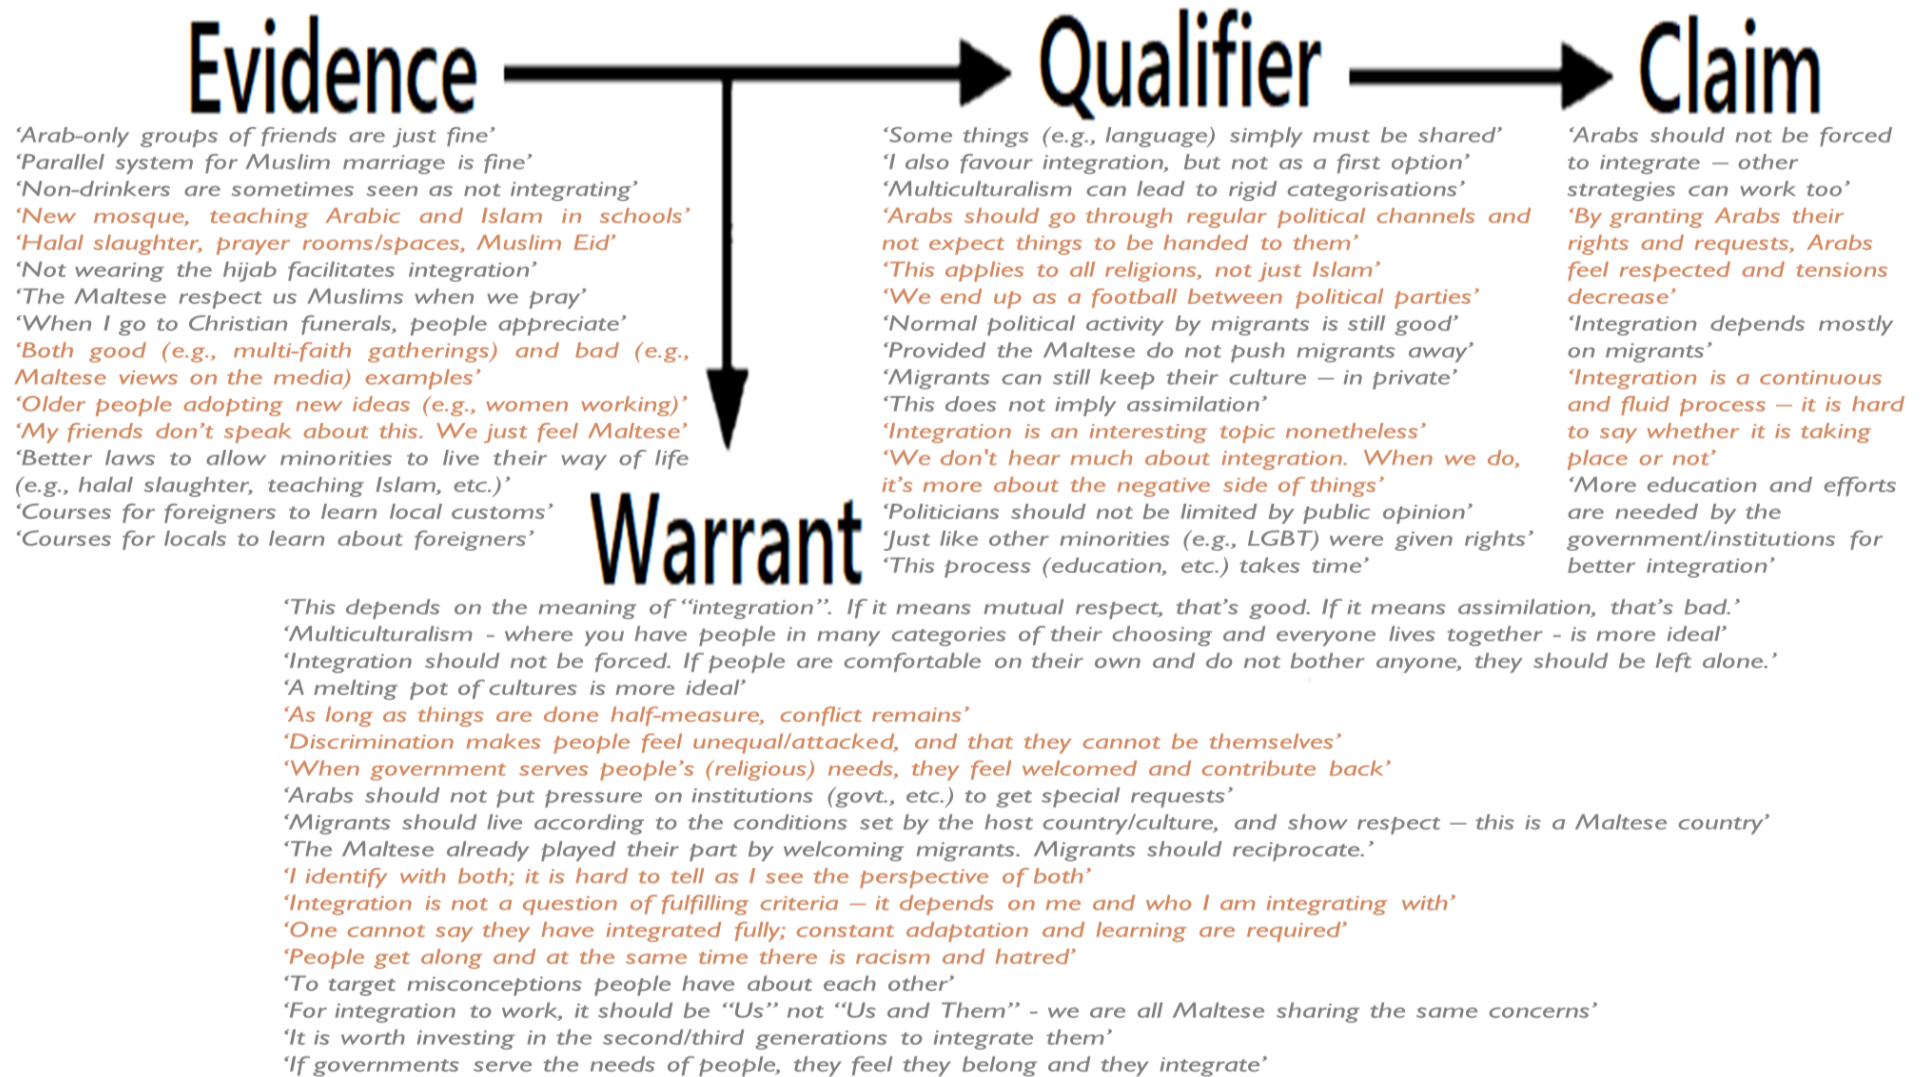 Evidence
Qualifier
Claim
‘Arab-only groups of friends are just fine’
‘Parallel system for Muslim marriage is fine’
‘Non-drinkers are sometimes seen as not integrating’
‘New mosque, teaching Arabic and Islam in schools’
‘Halal slaughter, prayer rooms/spaces, Muslim Eid’
‘Not wearing the hijab facilitates integration’
‘The Maltese respect us Muslims when we pray’
‘When I go to Christian funerals, people appreciate’
‘Both good (e.g., multi-faith gatherings) and bad (e.g.,
Maltese views on the media) examples’
‘Older people adopting new ideas (e.g., women working)’
‘My friends don’t speak about this. We just feel Maltese’
‘Better laws to allow minorities to live their way of life
(e.g., halal slaughter, teaching Islam, etc.)’
‘Courses for foreigners to learn local customs’
‘Courses for locals to learn about foreigners’
‘Some things (e.g., language) simply must be shared’
‘I also favour integration, but not as a first option’
‘Multiculturalism can lead to rigid categorisations’
‘Arabs should go through regular political channels and
not expect things to be handed to them’
‘This applies to all religions, not just Islam’
‘We end up as a football between political parties’
‘Normal political activity by migrants is still good’
‘Provided the Maltese do not push migrants away’
‘Migrants can still keep their culture – in private’
‘This does not imply assimilation’
‘Integration is an interesting topic nonetheless’
‘We don't hear much about integration. When we do,
it’s more about the negative side of things’
‘Politicians should not be limited by public opinion’
‘Just like other minorities (e.g., LGBT) were given rights’
‘This process (education, etc.) takes time’
‘Arabs should not be forced
to integrate – other
strategies can work too’
‘By granting Arabs their
rights and requests, Arabs
feel respected and tensions
decrease’
‘Integration depends mostly
on migrants’
‘Integration is a continuous
and fluid process – it is hard
to say whether it is taking
place or not’
‘More education and efforts
are needed by the
government/institutions for
better integration’
Warrant
‘This depends on the meaning of “integration”. If it means mutual respect, that’s good. If it means assimilation, that’s bad.’
‘Multiculturalism - where you have people in many categories of their choosing and everyone lives together - is more ideal’
‘Integration should not be forced. If people are comfortable on their own and do not bother anyone, they should be left alone.’
‘A melting pot of cultures is more ideal’
‘As long as things are done half-measure, conflict remains’
‘Discrimination makes people feel unequal/attacked, and that they cannot be themselves’
‘When government serves people’s (religious) needs, they feel welcomed and contribute back’
‘Arabs should not put pressure on institutions (govt., etc.) to get special requests’
‘Migrants should live according to the conditions set by the host country/culture, and show respect – this is a Maltese country’
‘The Maltese already played their part by welcoming migrants. Migrants should reciprocate.’
‘I identify with both; it is hard to tell as I see the perspective of both’
‘Integration is not a question of fulfilling criteria – it depends on me and who I am integrating with’
‘One cannot say they have integrated fully; constant adaptation and learning are required’
‘People get along and at the same time there is racism and hatred’
‘To target misconceptions people have about each other’
‘For integration to work, it should be “Us” not “Us and Them” - we are all Maltese sharing the same concerns’
‘It is worth investing in the second/third generations to integrate them’
‘If governments serve the needs of people, they feel they belong and they integrate’